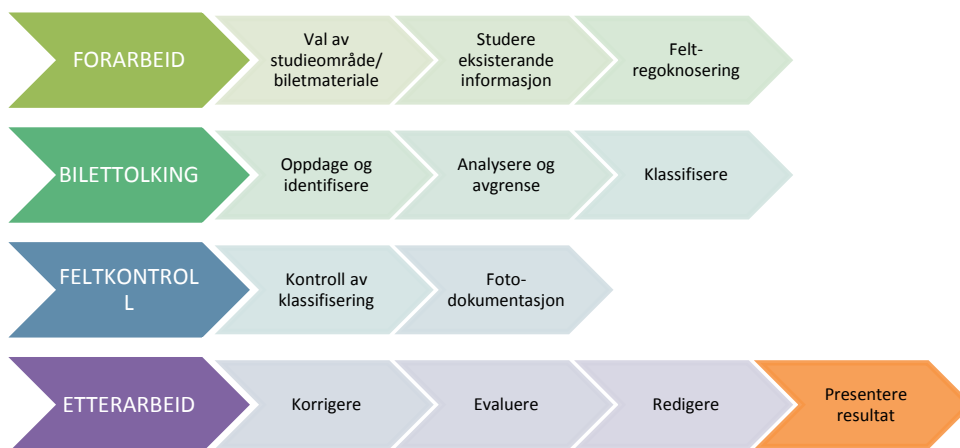 FORARBEID
Val av
studieområde/
biletmateriale
Studere
eksisterande
informasjon
Felt-
regoknosering
BILETTOLKING
Oppdage og
identifisere
Analysere og
avgrense
Klassifisere
FELTKONTROL
L
Kontroll av
klassifisering
Foto-
dokumentasjon
ETTERARBEID
Korrigere
Evaluere
Redigere
Presentere
resultat